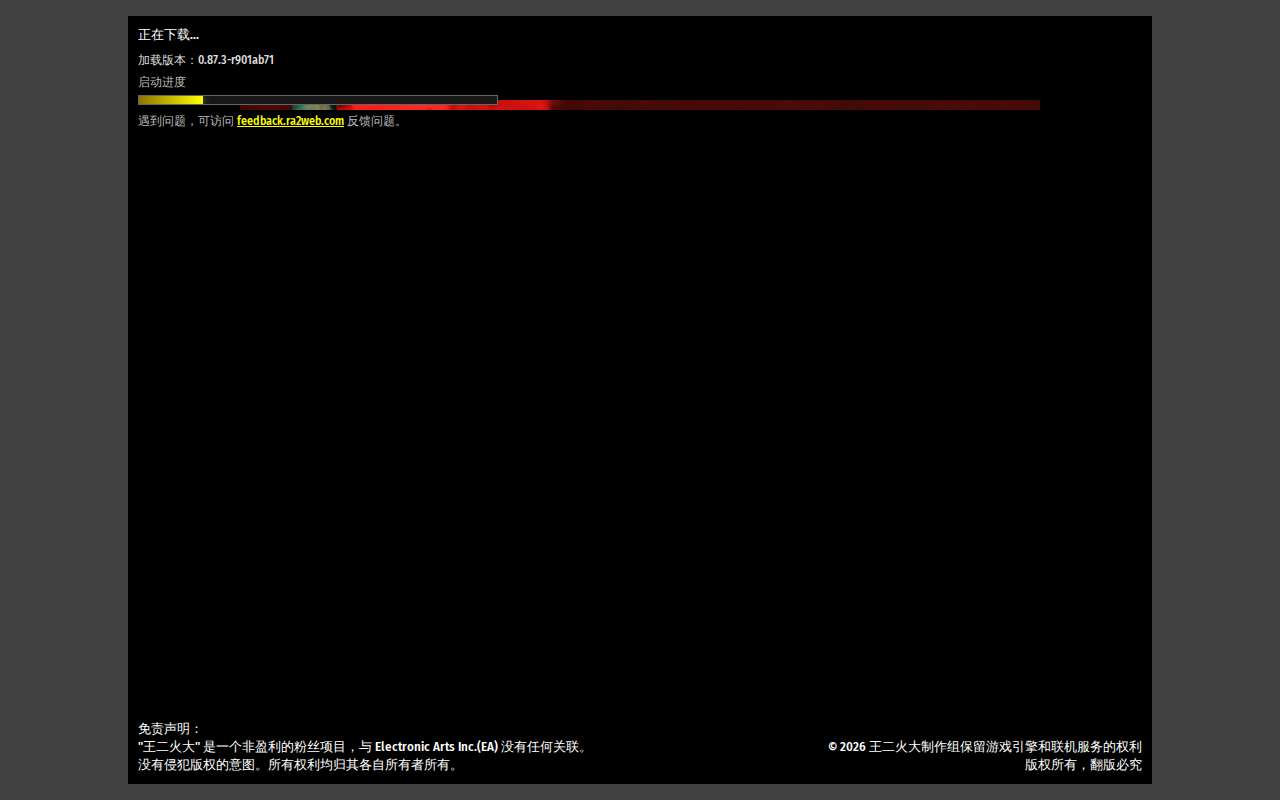 正在下载...
加载版本：0.87.3-r901ab71
启动进度
遇到问题，可访问 feedback.ra2web.com 反馈问题。
免责声明：
"王二火大" 是一个非盈利的粉丝项目，与 Electronic Arts Inc.(EA) 没有任何关联。
没有侵犯版权的意图。所有权利均归其各自所有者所有。
© 2026 王二火大制作组保留游戏引擎和联机服务的权利
版权所有，翻版必究